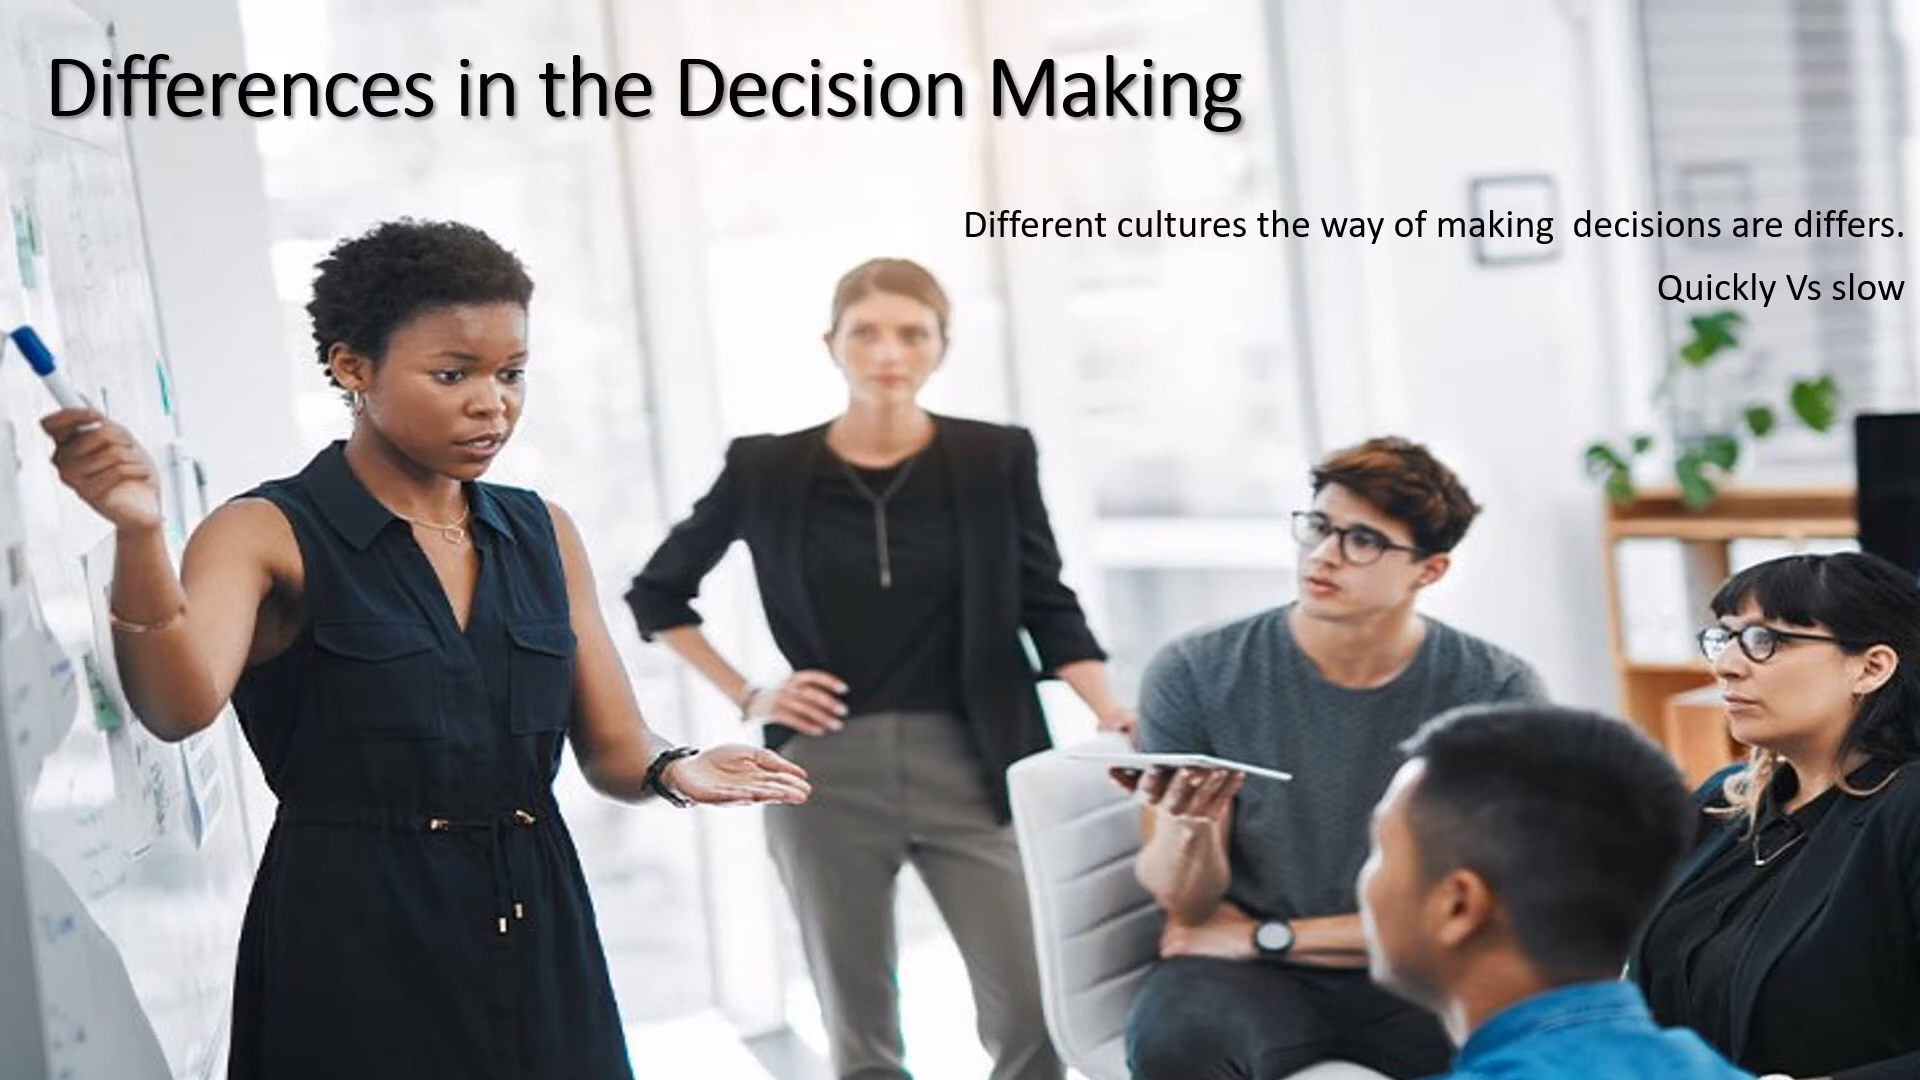 Differences in the Decision Making
Different cultures the way of making  decisions are differs.
Quickly Vs slow